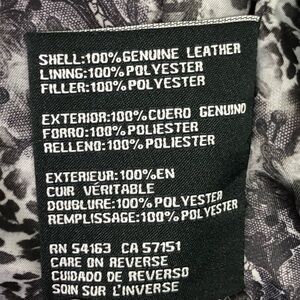 SHELL:100%GENUINE LEATHER
LINING:100%POLYESTER
FILLER:100%POLYESTER
EXTERIOR:100%CUERO GENUINO
FORRO:100%POLIESTER
RELLENO:100%POLIESTER
EXTERIEUR:100%EN
CUIR VÉRITABLE
DOUGLURE:100%POLYESTER
REMPLISSAGE:100%POLYESTER
RN 54163 CA 57151
CARE ON REVERSE
CUIDADO DE REVERSO
SOIN SUR L'INVERSE